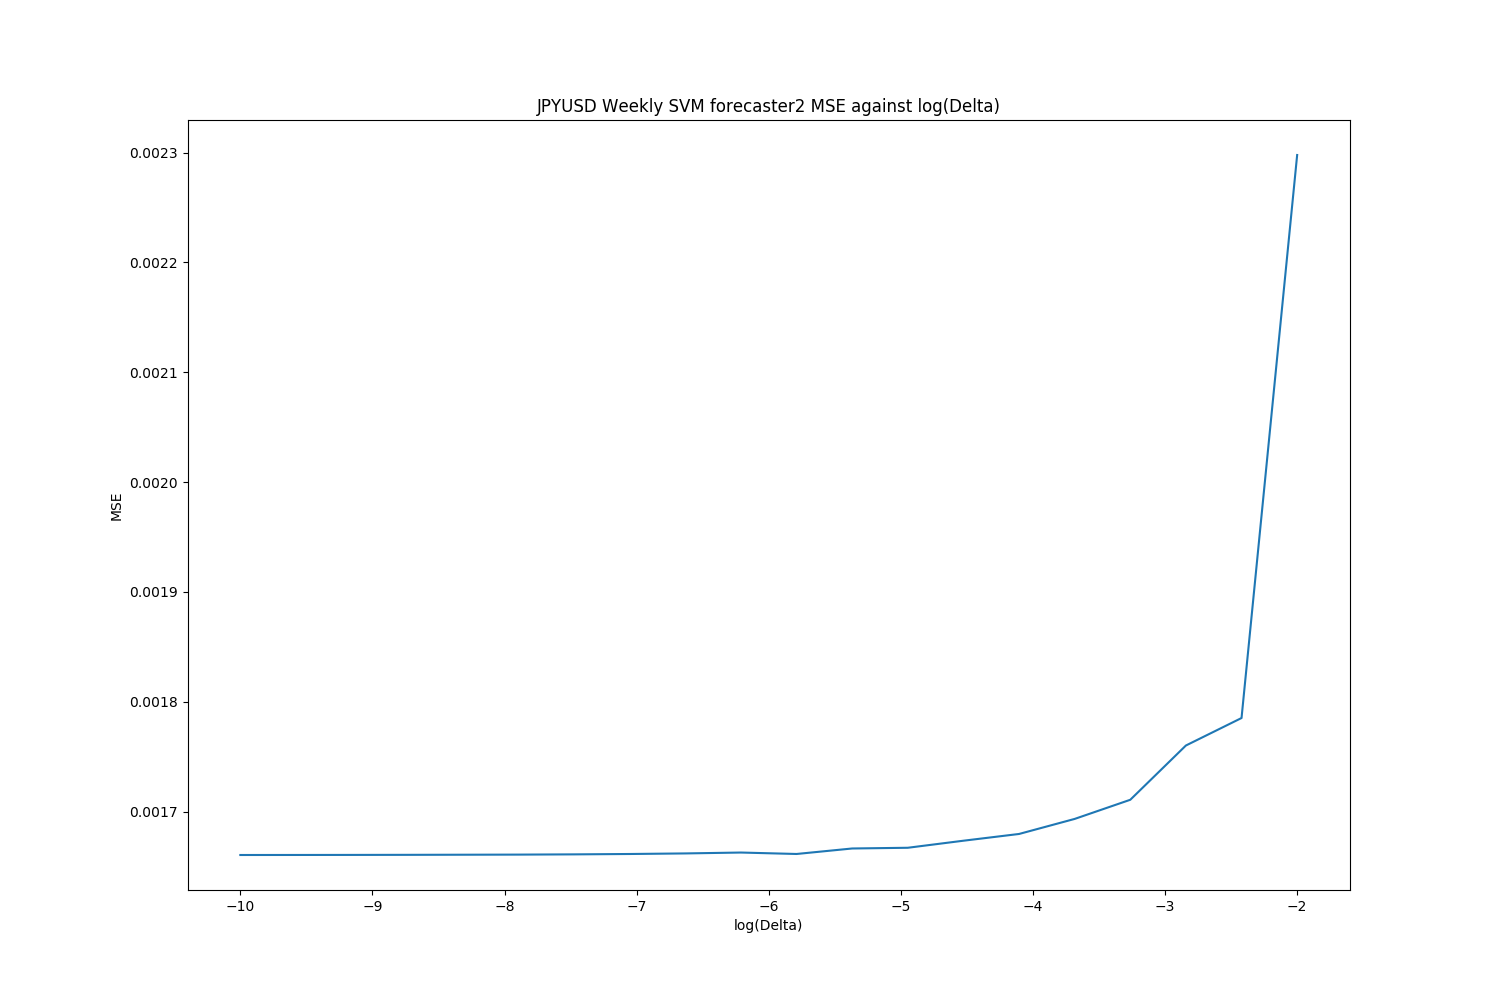 JPYUSD Weekly SVM forecaster2 MSE against log(Delta)
0.0023
0.0022
0.0021
0.0020
0.0019
0.0018
0.0017
MSE
−10 −9 −8 −7 −6 −5 −4 −3 −2
log(Delta)